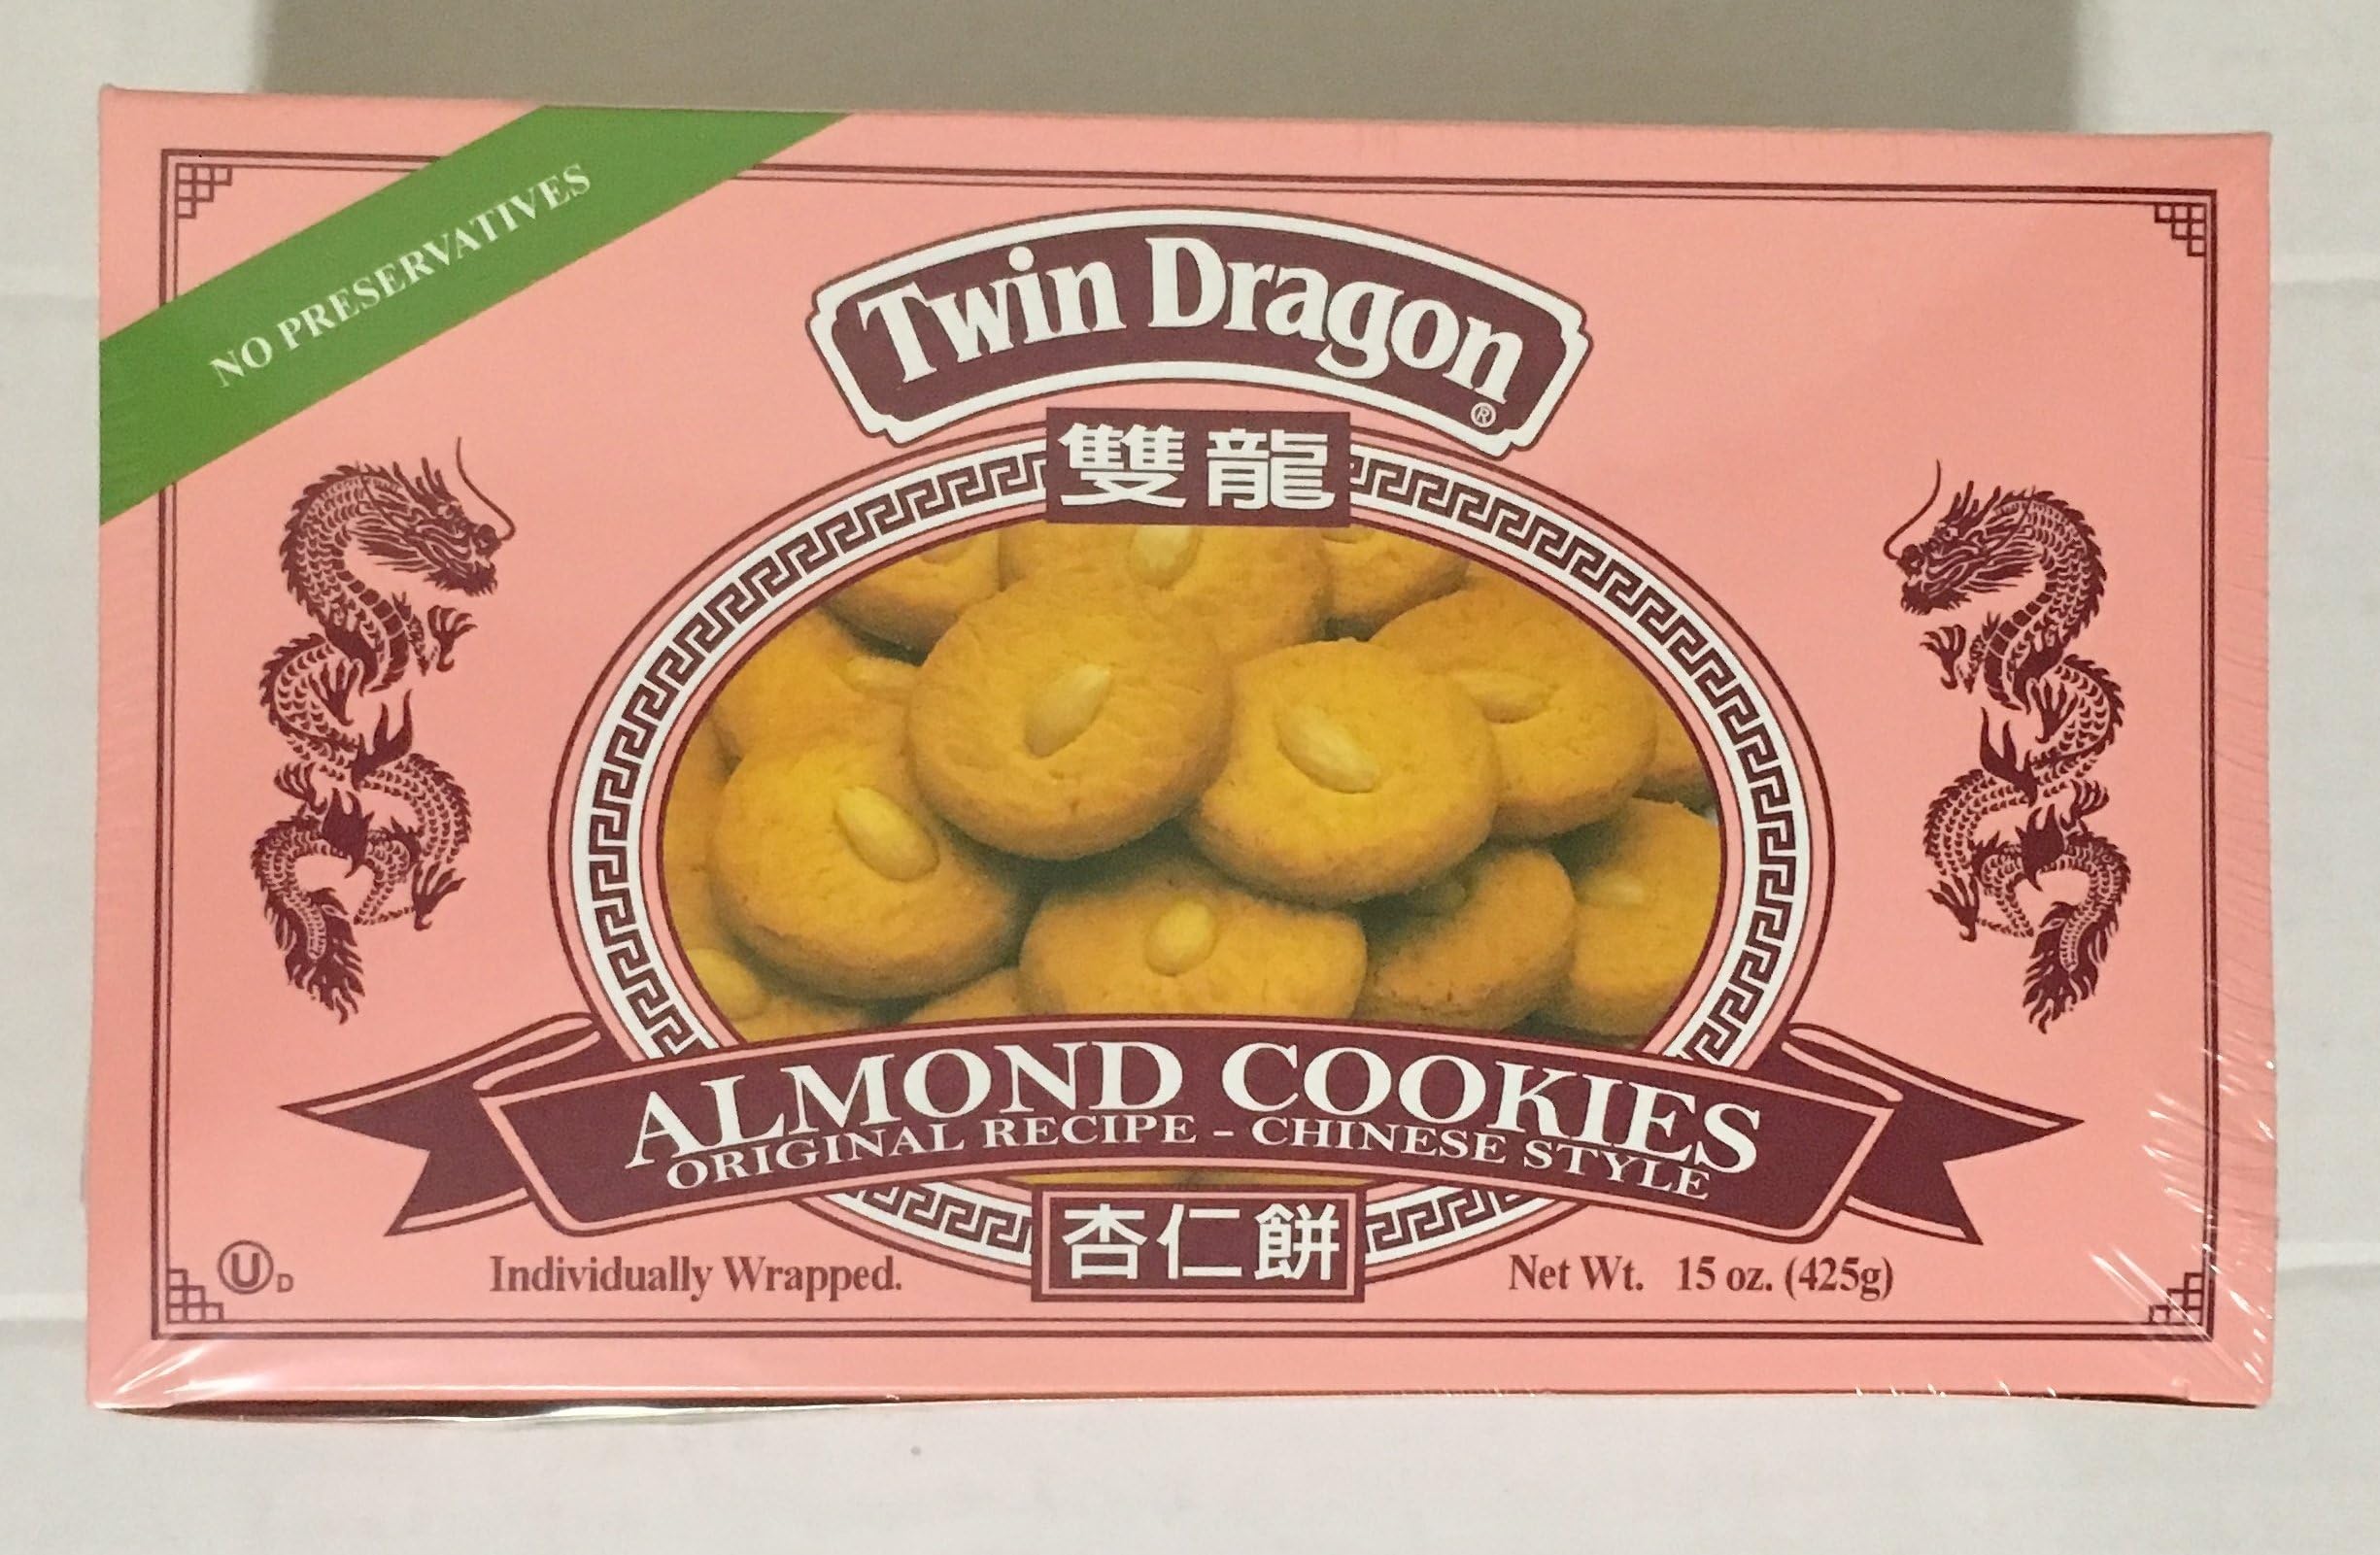 NO PRESERVATIVES
Twin Dragon®
雙龍
ALMOND COOKIES
ORIGINAL RECIPE - CHINESE STYLE
杏仁餅
Ⓤ D
Individually Wrapped.
Net Wt. 15 oz. (425g)